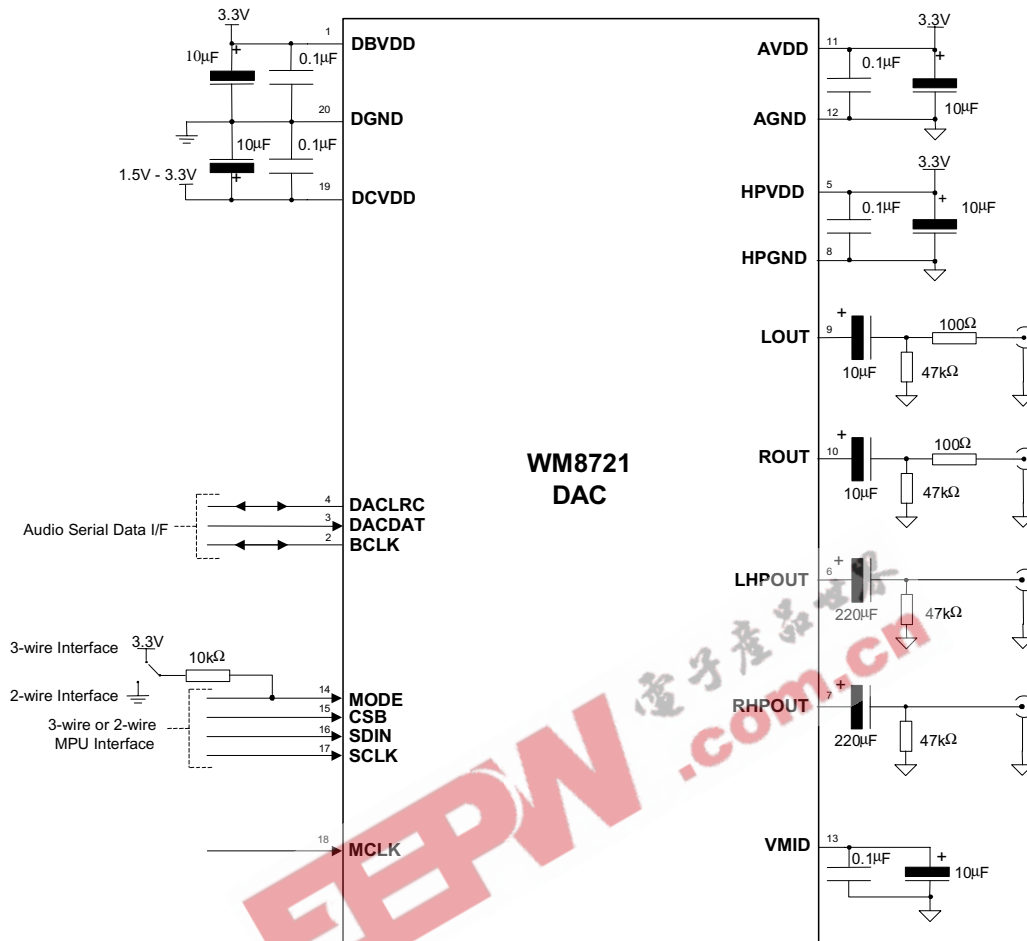 3.3V
1
DBVDD
10µF
+
0.1µF
20
DGND
10µF
0.1µF
1.5V - 3.3V
+
19
DCVDD
3.3V
AVDD
11
0.1µF
+
10µF
AGND
12
3.3V
HPVDD
5
0.1µF
+
10µF
HPGND
8
LOUT
9
+
10µF
100Ω
47kΩ
ROUT
10
+
10µF
100Ω
47kΩ
WM8721
DAC
Audio Serial Data I/F
4
DACLRC
3
DACDAT
2
BCLK
LHPOUT
6
+
220µF
47kΩ
3-wire Interface
3.3V
10kΩ
2-wire Interface
3-wire or 2-wire
MPU Interface
14
MODE
15
CSB
16
SDIN
17
SCLK
RHPOUT
7
+
220µF
47kΩ
18
MCLK
VMID
13
0.1µF
+
10µF
電子產品世界
EEPW
.com.cn